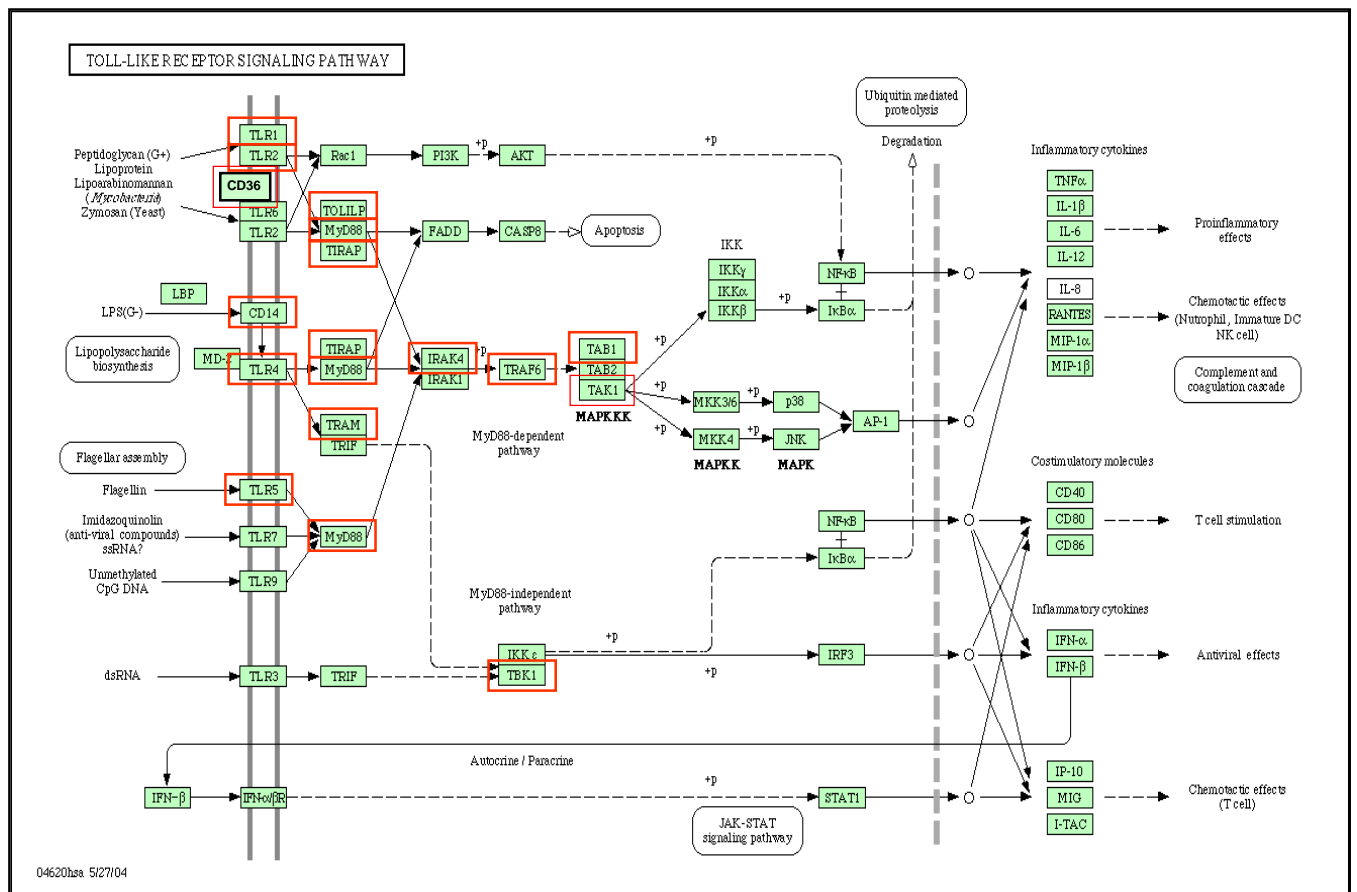 TOLL-LIKE RECEPTOR SIGNALING PATHWAY
Ubiquitin mediated
proteolysis
Degradation
TLR1
TLR2
Peptidoglycan (G+)
Lipoprotein
Lipoarabinomannan
(Mycobacteria)
Zymosan (Yeast)
CD36
TLR6
TLR2
Rac1
PI3K
+p
AKT
+p
TOLILP
MyD88
TIRAP
FADD
CASP8
Apoptosis
LBP
LPS(G-)
CD14
Lipopolysaccharide
biosynthesis
MD-2
TLR4
TIRAP
MyD88
TRAM
TRIF
IRAK4
IRAK1
+p
TRAF6
TAB1
TAB2
TAK1
MAPKKK
MyD88-dependent
pathway
IKK
IKKγ
IKKα
IKKβ
+p
+p
NF-κB
IκBα
+p
MKK3/6
+p
p38
+p
MKK4
+p
JNK
MAPKK
MAPK
AP-1
Flagellar assembly
Flagellin
TLR5
Imidazoquinolin
(anti-viral compounds)
ssRNA?
TLR7
MyD88
Unmethylated
CpG DNA
TLR9
MyD88-independent
pathway
NF-κB
IκBα
dsRNA
TLR3
TRIF
IKKε
TBK1
+p
+p
IRF3
Autocrine / Paracrine
IFN-β
IFN-α/βR
+p
STAT1
JAK-STAT
signaling pathway
Inflammatory cytokines
TNFα
IL-1β
IL-6
IL-12
IL-8
RANTES
MIP-1α
MIP-1β
Proinflammatory
effects
Chemotactic effects
(Nutrophil, Immature DC
NK cell)
Complement and
coagulation cascade
Costimulatory molecules
CD40
CD80
CD86
T cell stimulation
Inflammatory cytokines
IFN-α
IFN-β
Antiviral effects
IP-10
MIG
I-TAC
Chemotactic effects
(T cell)
04620hsa 5/27/04